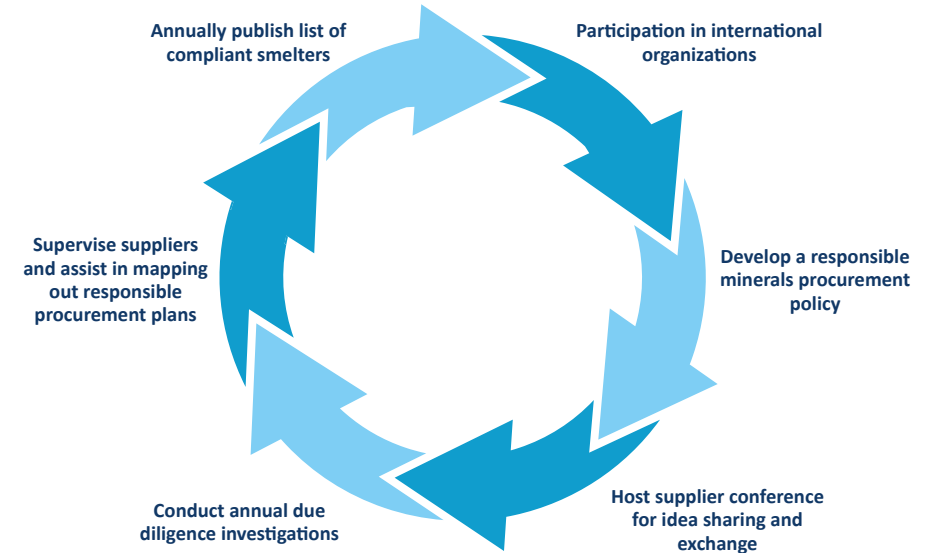 Annually publish list of
compliant smelters
Participation in international
organizations
Develop a responsible
minerals procurement
policy
Host supplier conference
for idea sharing and
exchange
Conduct annual due
diligence investigations
Supervise suppliers
and assist in mapping
out responsible
procurement plans